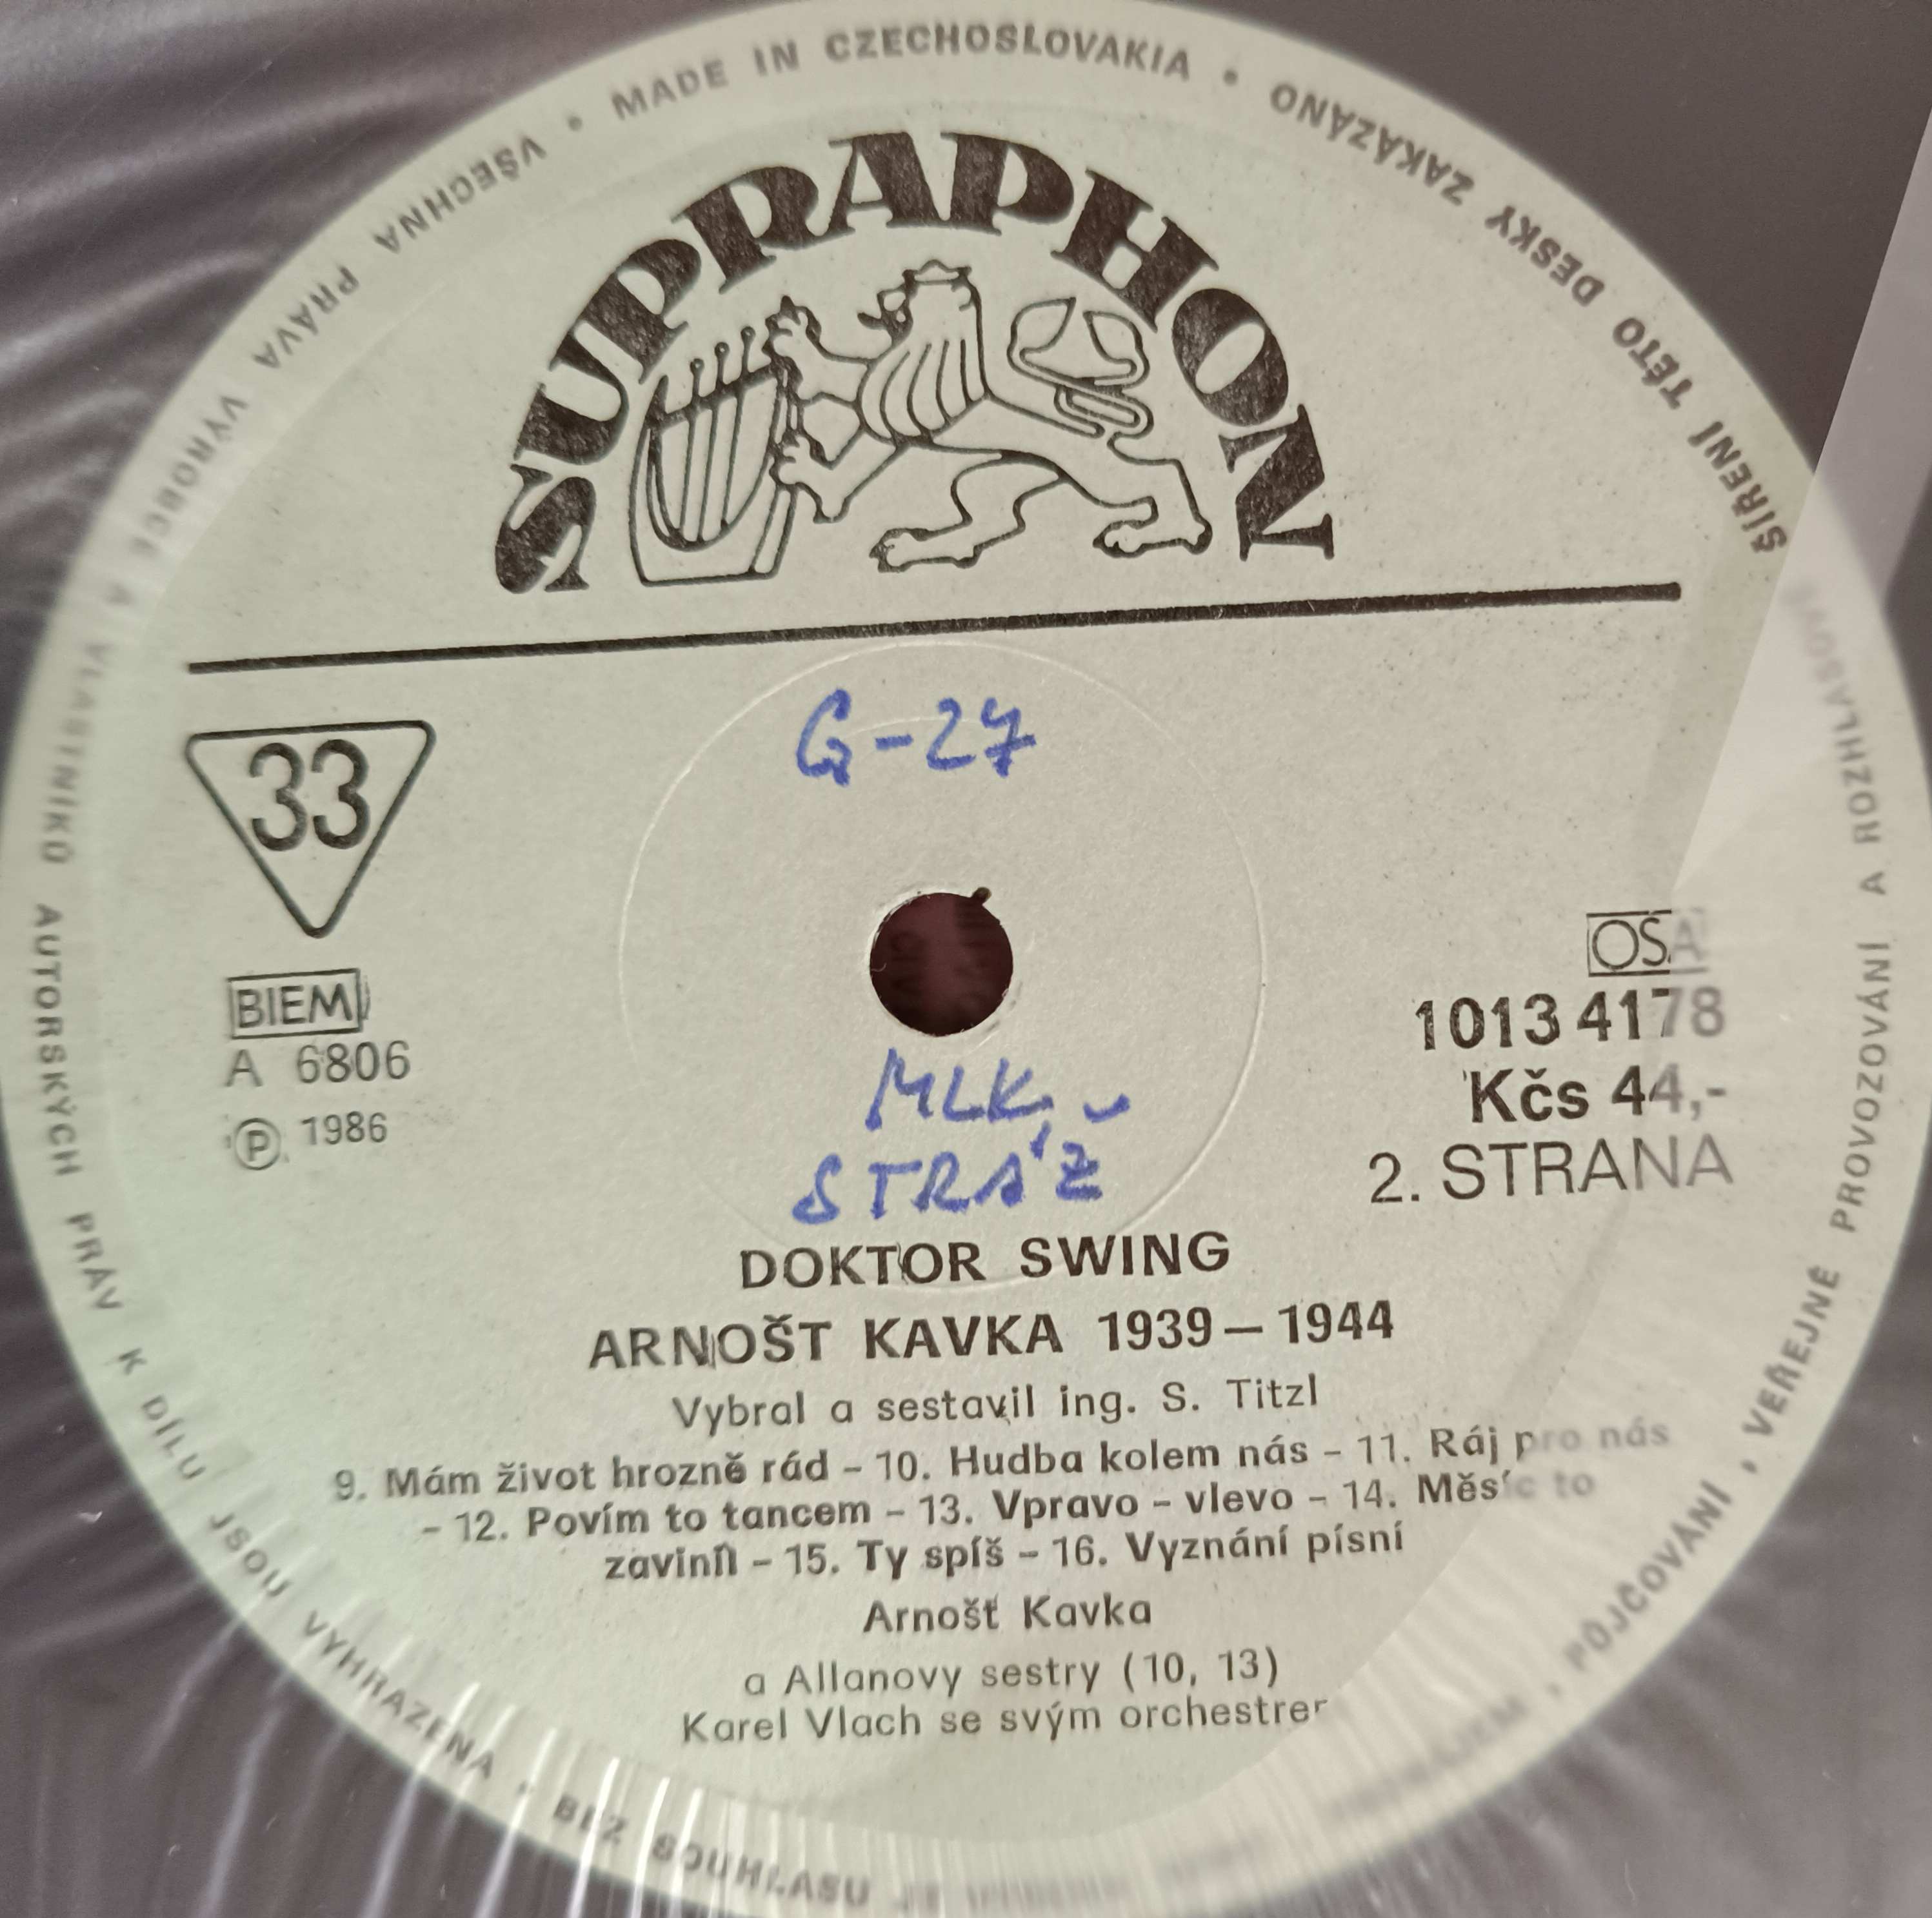 • MADE IN CZECHOSLOVAKIA •
VŠECHNA PRÁVA VÝROBCE A VLASTNÍKŮ AUTORSKÝCH PRÁV K DÍLU JSOU VYHRAZENA • BEZ SOUHLASU
PŮJČOVÁNÍ, VEŘEJNÉ PROVOZOVÁNÍ A ROZHLASOVÉ
ŠÍŘENÍ TÉTO DESKY ZAKÁZÁNO
SUPRAPHON
G-27
33
BIEM
A 6806
Ⓟ 1986
OSA
1013 4178
Kčs 44,-
2. STRANA
MLK.
STRÁŽ
DOKTOR SWING
ARNOŠT KAVKA 1939 – 1944
Vybral a sestavil ing. S. Titzl
9. Mám život hrozně rád – 10. Hudba kolem nás – 11. Ráj pro nás
– 12. Povím to tancem – 13. Vpravo – vlevo – 14. Měsíc to
zavinil – 15. Ty spíš – 16. Vyznání písní
Arnošt Kavka
a Allanovy sestry (10, 13)
Karel Vlach se svým